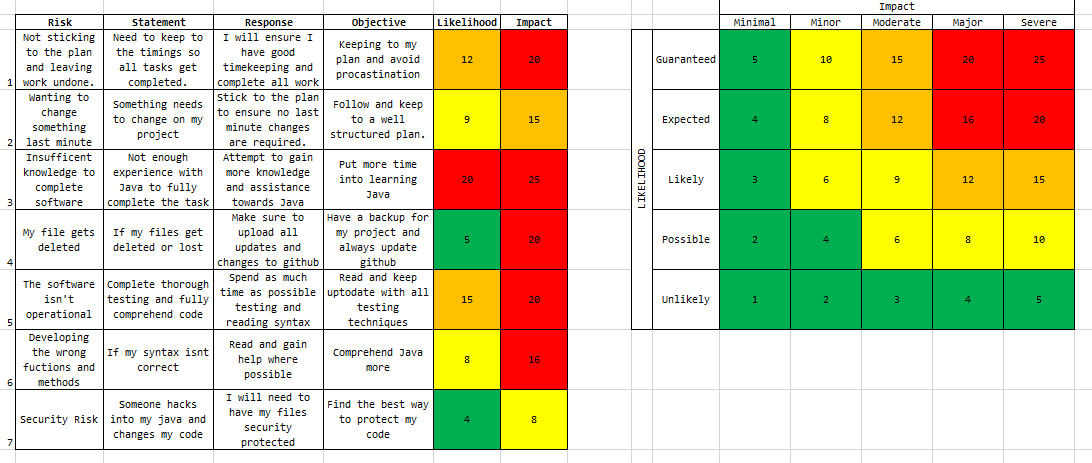 Risk Statement Response Objective Likelihood Impact
1
Not sticking
to the plan
and leaving
work undone.
Need to keep to
the timings so
all tasks get
completed.
I will ensure I
have good
timekeeping and
complete all work
Keeping to my
plan and avoid
procastination
12
20
2
Wanting to
change
something
last minute
Something needs
to change on my
project
Stick to the plan
to ensure no last
minute changes
are required.
Follow and keep
to a well
structured plan.
9
15
3
Insufficent
knowledge to
complete
software
Not enough
experience with
Java to fully
complete the task
Attempt to gain
more knowledge
and assistance
towards Java
Put more time
into learning
Java
20
25
4
My file gets
deleted
If my files get
deleted or lost
Make sure to
upload all
updates and
changes to github
Have a backup for
my project and
always update
github
5
20
5
The software
isn't
operational
Complete thorough
testing and fully
comprehend code
Spend as much
time as possible
testing and
reading syntax
Read and keep
uptodate with all
testing
techniques
15
20
6
Developing
the wrong
fuctions and
methods
If my syntax isnt
correct
Read and gain
help where
possible
Comprehend Java
more
8
16
7
Security Risk
Someone hacks
into my java and
changes my code
I will need to
have my files
security
protected
Find the best way
to protect my
code
4
8
Impact
Minimal Minor Moderate Major Severe
LIKELIHOOD
Guaranteed 5 10 15 20 25
Expected 4 8 12 16 20
Likely 3 6 9 12 15
Possible 2 4 6 8 10
Unlikely 1 2 3 4 5